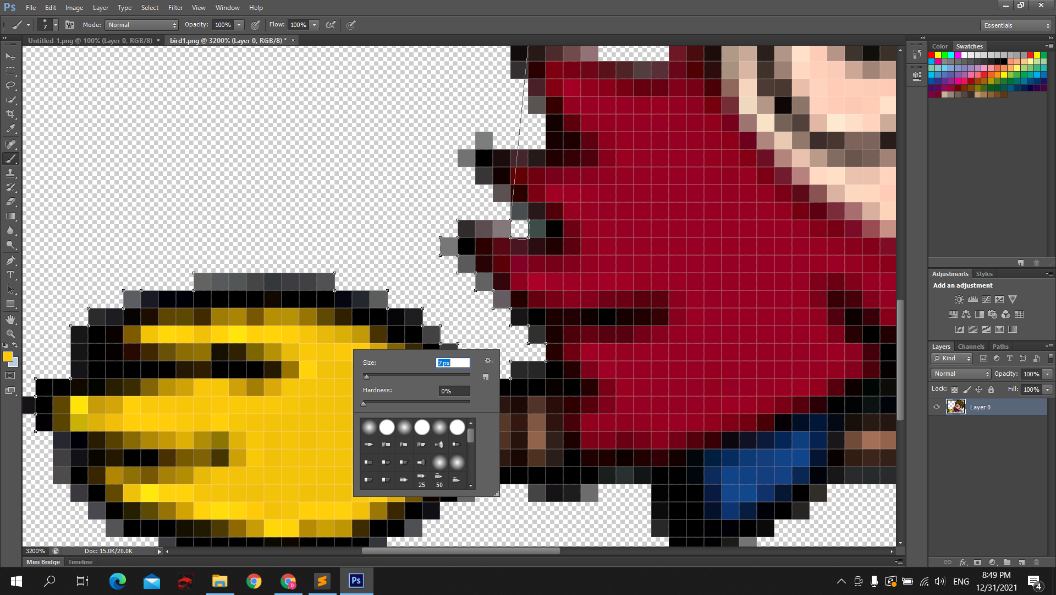 Ps File Edit Image Layer Type Select Filter View Window Help
7 Mode: Normal Opacity: 100% Flow: 100% Essentials
Untitled 1.png @ 100% (Layer 0, RGB/8) × bird1.png @ 3200% (Layer 0, RGB/8*) * ×
Color Swatches
Adjustments Styles
Add an adjustment
Layers Channels Paths
Kind
Normal Opacity: 100%
Lock: Fill: 100%
Layer 0
Size:
Hardness: 0%
25 50
3200% Doc: 15.0K/20.0K
Mini Bridge Timeline
Ps ENG 8:49 PM
12/31/2021 4